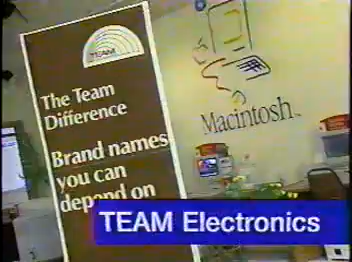 TEAM
The Team
Difference
Brand names
you can
depend on
Macintosh
TEAM Electronics